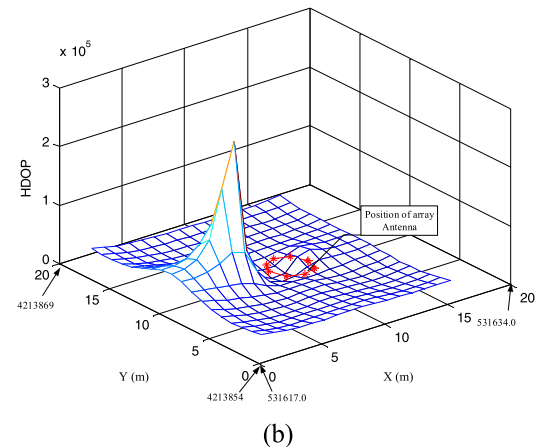 x 10^5
3
2
1
0
HDOP
20
15
10
5
0
Y (m)
0
5
10
15
20
X (m)
Position of array
Antenna
4213869
4213854
531617.0
531634.0
(b)